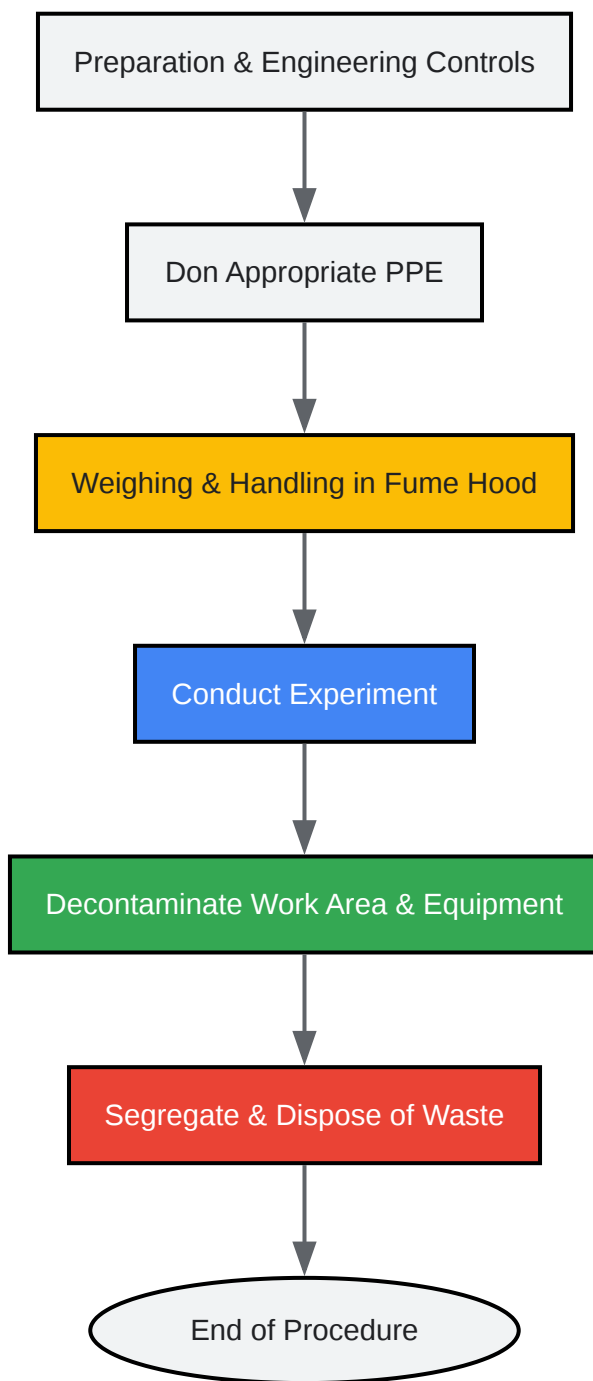 Preparation & Engineering Controls
Don Appropriate PPE
Weighing & Handling in Fume Hood
Conduct Experiment
Decontaminate Work Area & Equipment
Segregate & Dispose of Waste
End of Procedure